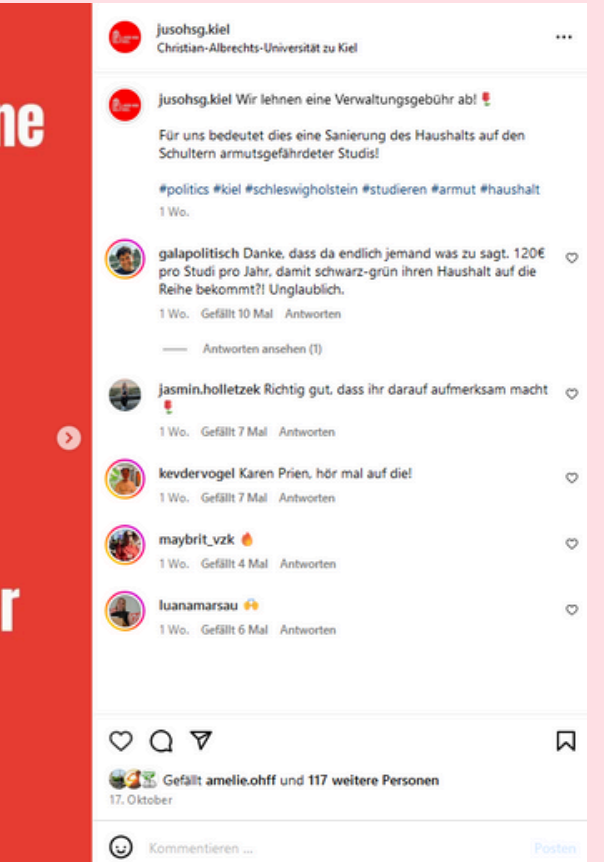 ne
r
jusohsg.kiel
Christian-Albrechts-Universität zu Kiel
jusohsg.kiel Wir lehnen eine Verwaltungsgebühr ab! 🌹
Für uns bedeutet dies eine Sanierung des Haushalts auf den
Schultern armutsgefährdeter Studis!
#politics #kiel #schleswigholstein #studieren #armut #haushalt
1 Wo.
galapolitisch Danke, dass da endlich jemand was zu sagt. 120€
pro Studi pro Jahr, damit schwarz-grün ihren Haushalt auf die
Reihe bekommt?! Unglaublich.
1 Wo. Gefällt 10 Mal Antworten
Antworten ansehen (1)
jasmin.holletzek Richtig gut, dass ihr darauf aufmerksam macht
🌹
1 Wo. Gefällt 7 Mal Antworten
kevdervogel Karen Prien, hör mal auf die!
1 Wo. Gefällt 7 Mal Antworten
maybrit_vzk 🔥
1 Wo. Gefällt 4 Mal Antworten
luanamarsau 🙌
1 Wo. Gefällt 6 Mal Antworten
Gefällt amelie.ohff und 117 weitere Personen
17. Oktober
Kommentieren ...
Posten